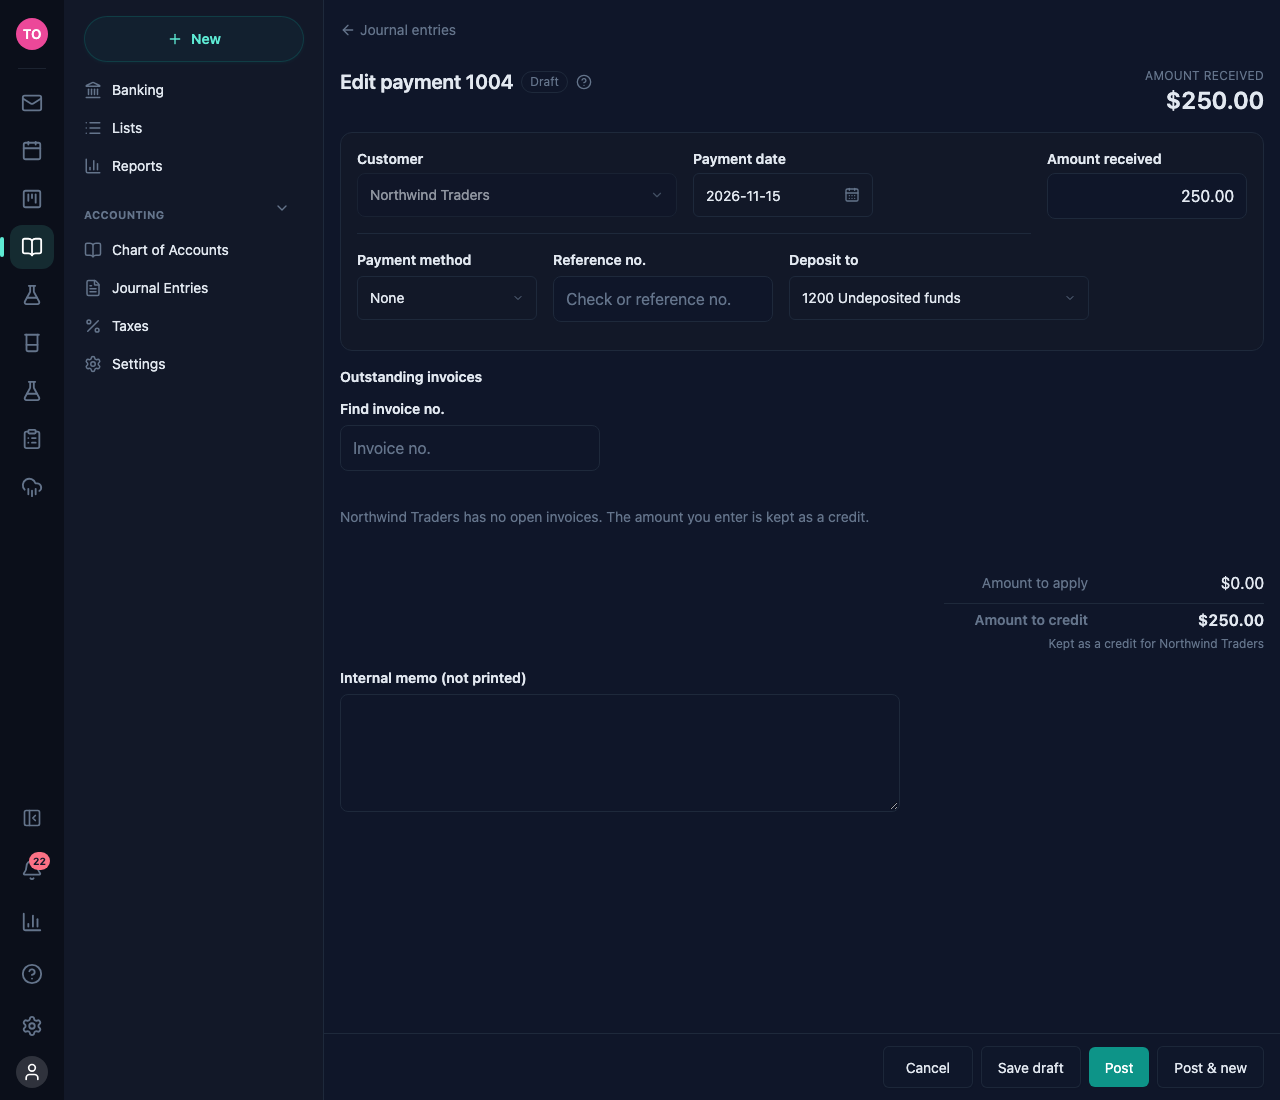 TO
New
Banking
Lists
Reports
ACCOUNTING
Chart of Accounts
Journal Entries
Taxes
Settings
22
Journal entries
Edit payment 1004
Draft
AMOUNT RECEIVED
$250.00
Customer
Northwind Traders
Payment date
2026-11-15
Amount received
250.00
Payment method
None
Reference no.
Check or reference no.
Deposit to
1200 Undeposited funds
Outstanding invoices
Find invoice no.
Invoice no.
Northwind Traders has no open invoices. The amount you enter is kept as a credit.
Amount to apply $0.00
Amount to credit $250.00
Kept as a credit for Northwind Traders
Internal memo (not printed)
Cancel
Save draft
Post
Post & new